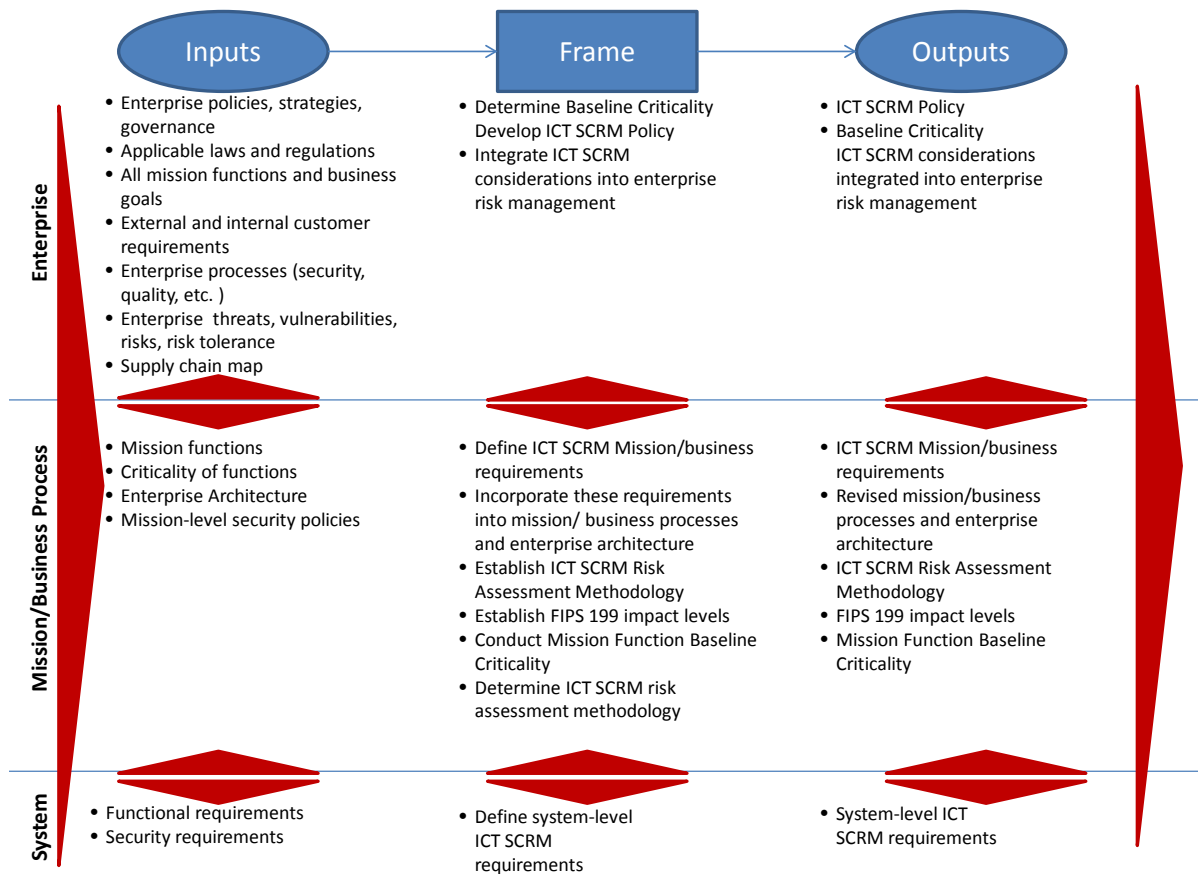 Inputs
Frame
Outputs
Enterprise
• Enterprise policies, strategies,
governance
• Applicable laws and regulations
• All mission functions and business
goals
• External and internal customer
requirements
• Enterprise processes (security,
quality, etc. )
• Enterprise threats, vulnerabilities,
risks, risk tolerance
• Supply chain map
• Determine Baseline Criticality
Develop ICT SCRM Policy
• Integrate ICT SCRM
considerations into enterprise
risk management
• ICT SCRM Policy
• Baseline Criticality
ICT SCRM considerations
integrated into enterprise
risk management
Mission/Business Process
• Mission functions
• Criticality of functions
• Enterprise Architecture
• Mission-level security policies
• Define ICT SCRM Mission/business
requirements
• Incorporate these requirements
into mission/ business processes
and enterprise architecture
• Establish ICT SCRM Risk
Assessment Methodology
• Establish FIPS 199 impact levels
• Conduct Mission Function Baseline
Criticality
• Determine ICT SCRM risk
assessment methodology
• ICT SCRM Mission/business
requirements
• Revised mission/business
processes and enterprise
architecture
• ICT SCRM Risk Assessment
Methodology
• FIPS 199 impact levels
• Mission Function Baseline
Criticality
System
• Functional requirements
• Security requirements
• Define system-level
ICT SCRM
requirements
• System-level ICT
SCRM requirements